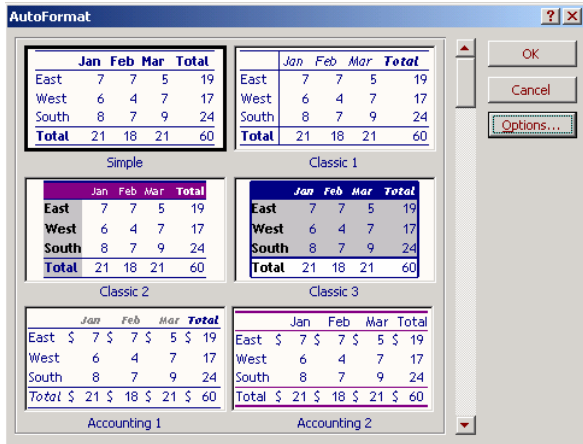 AutoFormat
OK
Cancel
Options...
Jan Feb Mar Total
East 7 7 5 19
West 6 4 7 17
South 8 7 9 24
Total 21 18 21 60
Simple
Jan Feb Mar Total
East 7 7 5 19
West 6 4 7 17
South 8 7 9 24
Total 21 18 21 60
Classic 1
Jan Feb Mar Total
East 7 7 5 19
West 6 4 7 17
South 8 7 9 24
Total 21 18 21 60
Classic 2
Jan Feb Mar Total
East 7 7 5 19
West 6 4 7 17
South 8 7 9 24
Total 21 18 21 60
Classic 3
Jan Feb Mar Total
East $ 7 $ 7 $ 5 $ 19
West 6 4 7 17
South 8 7 9 24
Total $ 21 $ 18 $ 21 $ 60
Accounting 1
Jan Feb Mar Total
East $ 7 $ 7 $ 5 $ 19
West 6 4 7 17
South 8 7 9 24
Total $ 21 $ 18 $ 21 $ 60
Accounting 2